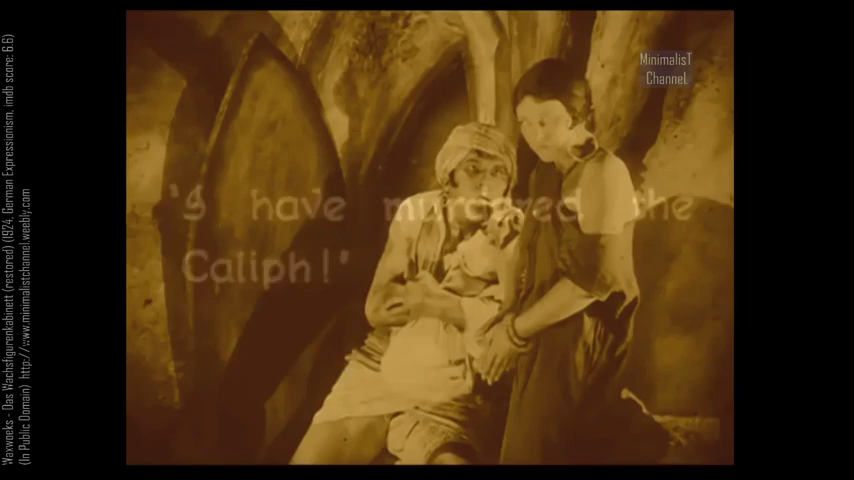 Waxwoeks - Das Wachsfigurenkabinett (restored) (1924, German Expressionism, imdb score: 6.6)
(In Public Domain) http://www.minimalistchannel.weebly.com
MinimalisT
Channel
'I have murdered the
Caliph!'